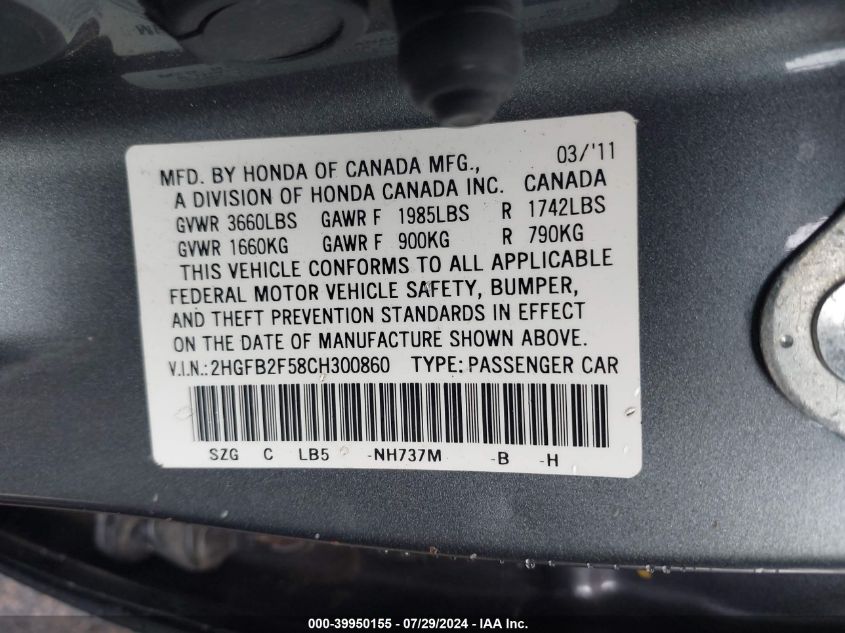 MFD. BY HONDA OF CANADA MFG., 03/'11
A DIVISION OF HONDA CANADA INC. CANADA
GVWR 3660LBS GAWR F 1985LBS R 1742LBS
GVWR 1660KG GAWR F 900KG R 790KG
THIS VEHICLE CONFORMS TO ALL APPLICABLE
FEDERAL MOTOR VEHICLE SAFETY, BUMPER,
AND THEFT PREVENTION STANDARDS IN EFFECT
ON THE DATE OF MANUFACTURE SHOWN ABOVE.
V.I.N.: 2HGFB2F58CH300860 TYPE: PASSENGER CAR
SZG C LB5 -NH737M -B -H
000-39950155 - 07/29/2024 - IAA Inc.